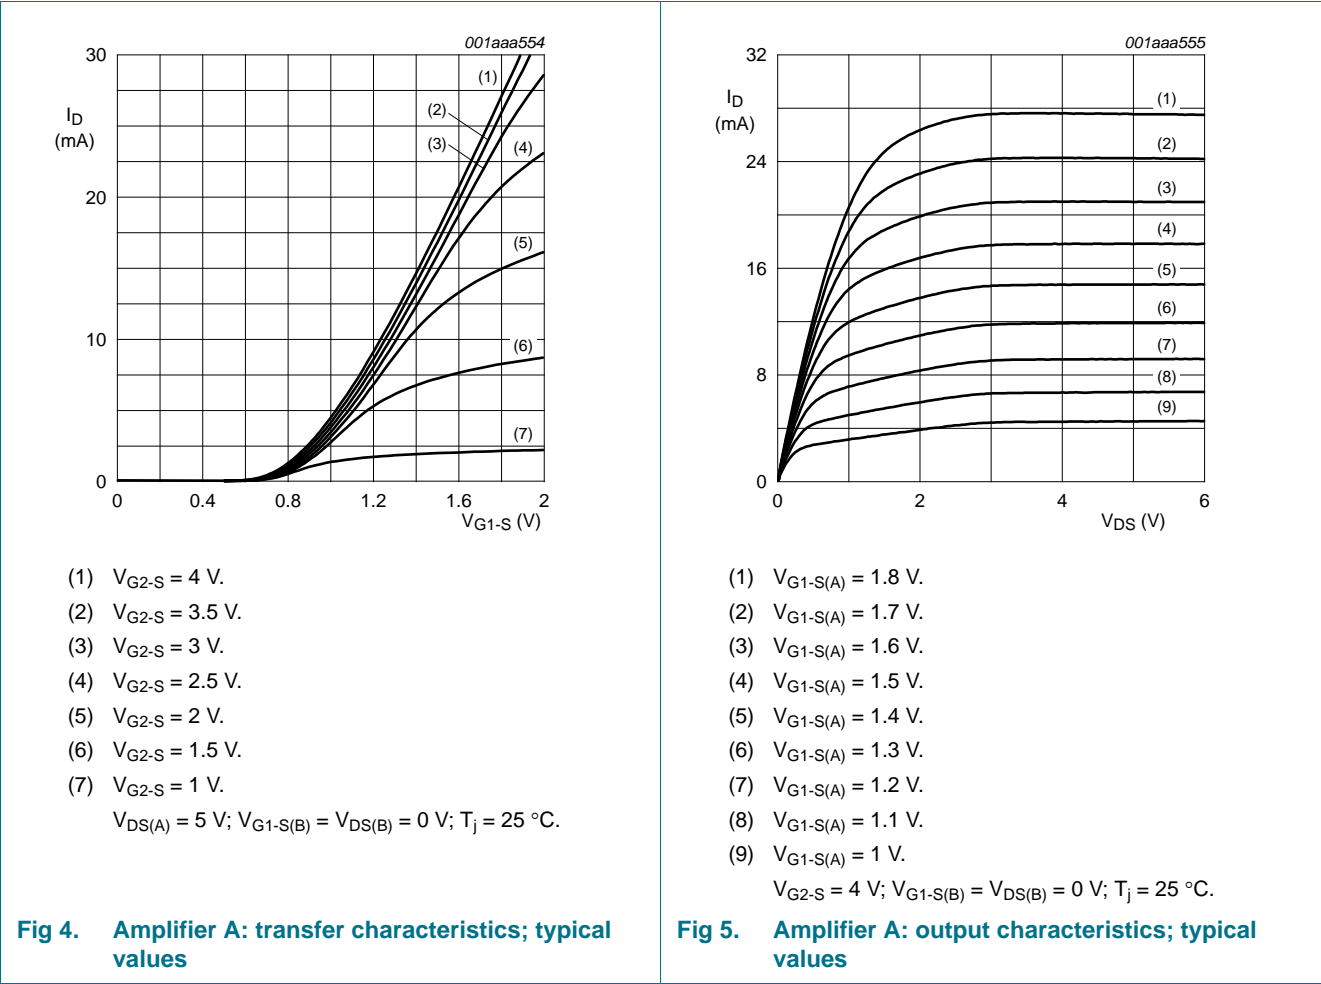 001aaa554
30
20
10
0
I_D
(mA)
(1)
(2)
(3)
(4)
(5)
(6)
(7)
0 0.4 0.8 1.2 1.6 2
V_G1-S (V)
(1) V_G2-S = 4 V.
(2) V_G2-S = 3.5 V.
(3) V_G2-S = 3 V.
(4) V_G2-S = 2.5 V.
(5) V_G2-S = 2 V.
(6) V_G2-S = 1.5 V.
(7) V_G2-S = 1 V.
V_DS(A) = 5 V; V_G1-S(B) = V_DS(B) = 0 V; T_j = 25 °C.
Fig 4. Amplifier A: transfer characteristics; typical
values
001aaa555
32
24
16
8
0
I_D
(mA)
(1)
(2)
(3)
(4)
(5)
(6)
(7)
(8)
(9)
0 2 4 6
V_DS (V)
(1) V_G1-S(A) = 1.8 V.
(2) V_G1-S(A) = 1.7 V.
(3) V_G1-S(A) = 1.6 V.
(4) V_G1-S(A) = 1.5 V.
(5) V_G1-S(A) = 1.4 V.
(6) V_G1-S(A) = 1.3 V.
(7) V_G1-S(A) = 1.2 V.
(8) V_G1-S(A) = 1.1 V.
(9) V_G1-S(A) = 1 V.
V_G2-S = 4 V; V_G1-S(B) = V_DS(B) = 0 V; T_j = 25 °C.
Fig 5. Amplifier A: output characteristics; typical
values